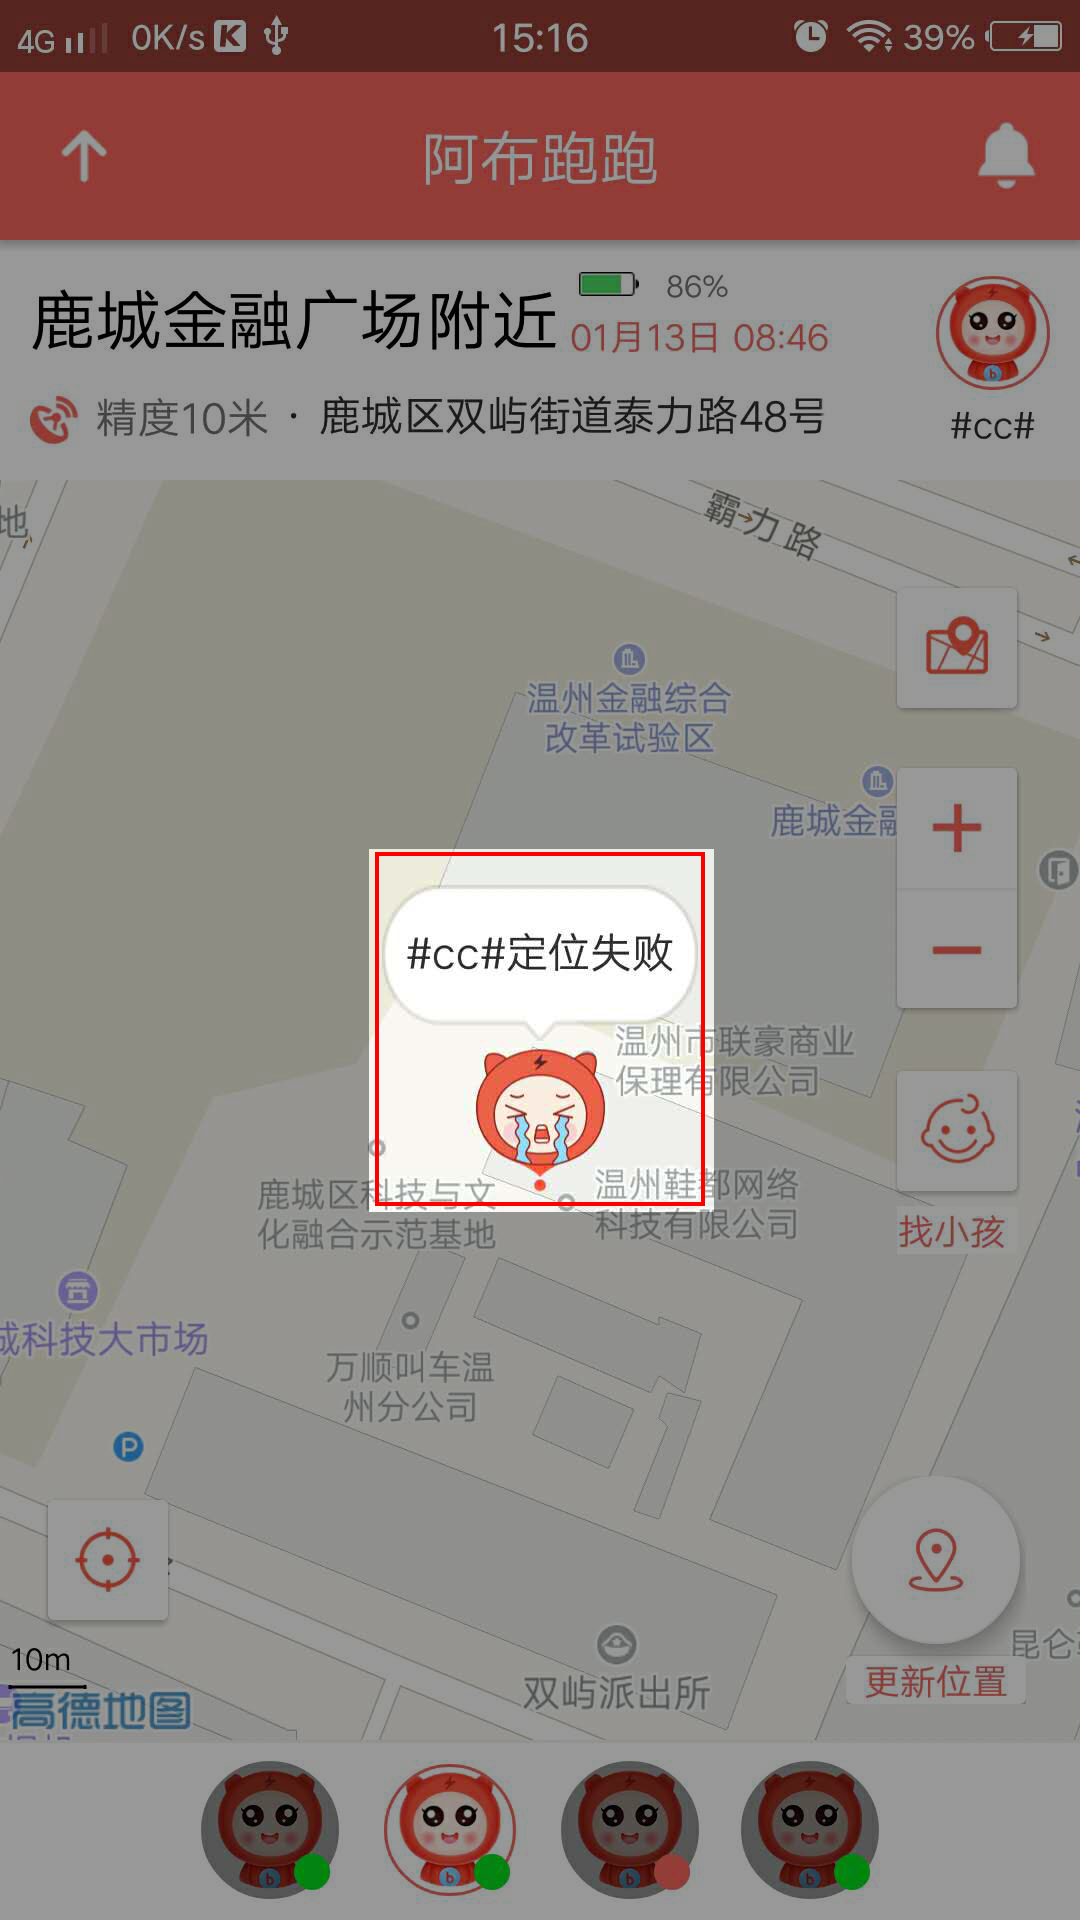 4G 0K/s K 15:16 39%
阿布跑跑
鹿城金融广场附近
86%
01月13日 08:46
精度10米 · 鹿城区双屿街道泰力路48号
#cc#
地
霸力路
温州金融综合
改革试验区
鹿城金融
#cc#定位失败
温州市联豪商业
保理有限公司
鹿城区科技与文
化融合示范基地
温州鞋都网络
科技有限公司
找小孩
城科技大市场
万顺叫车温
州分公司
P
10m
高德地图
双屿派出所
昆仑
更新位置